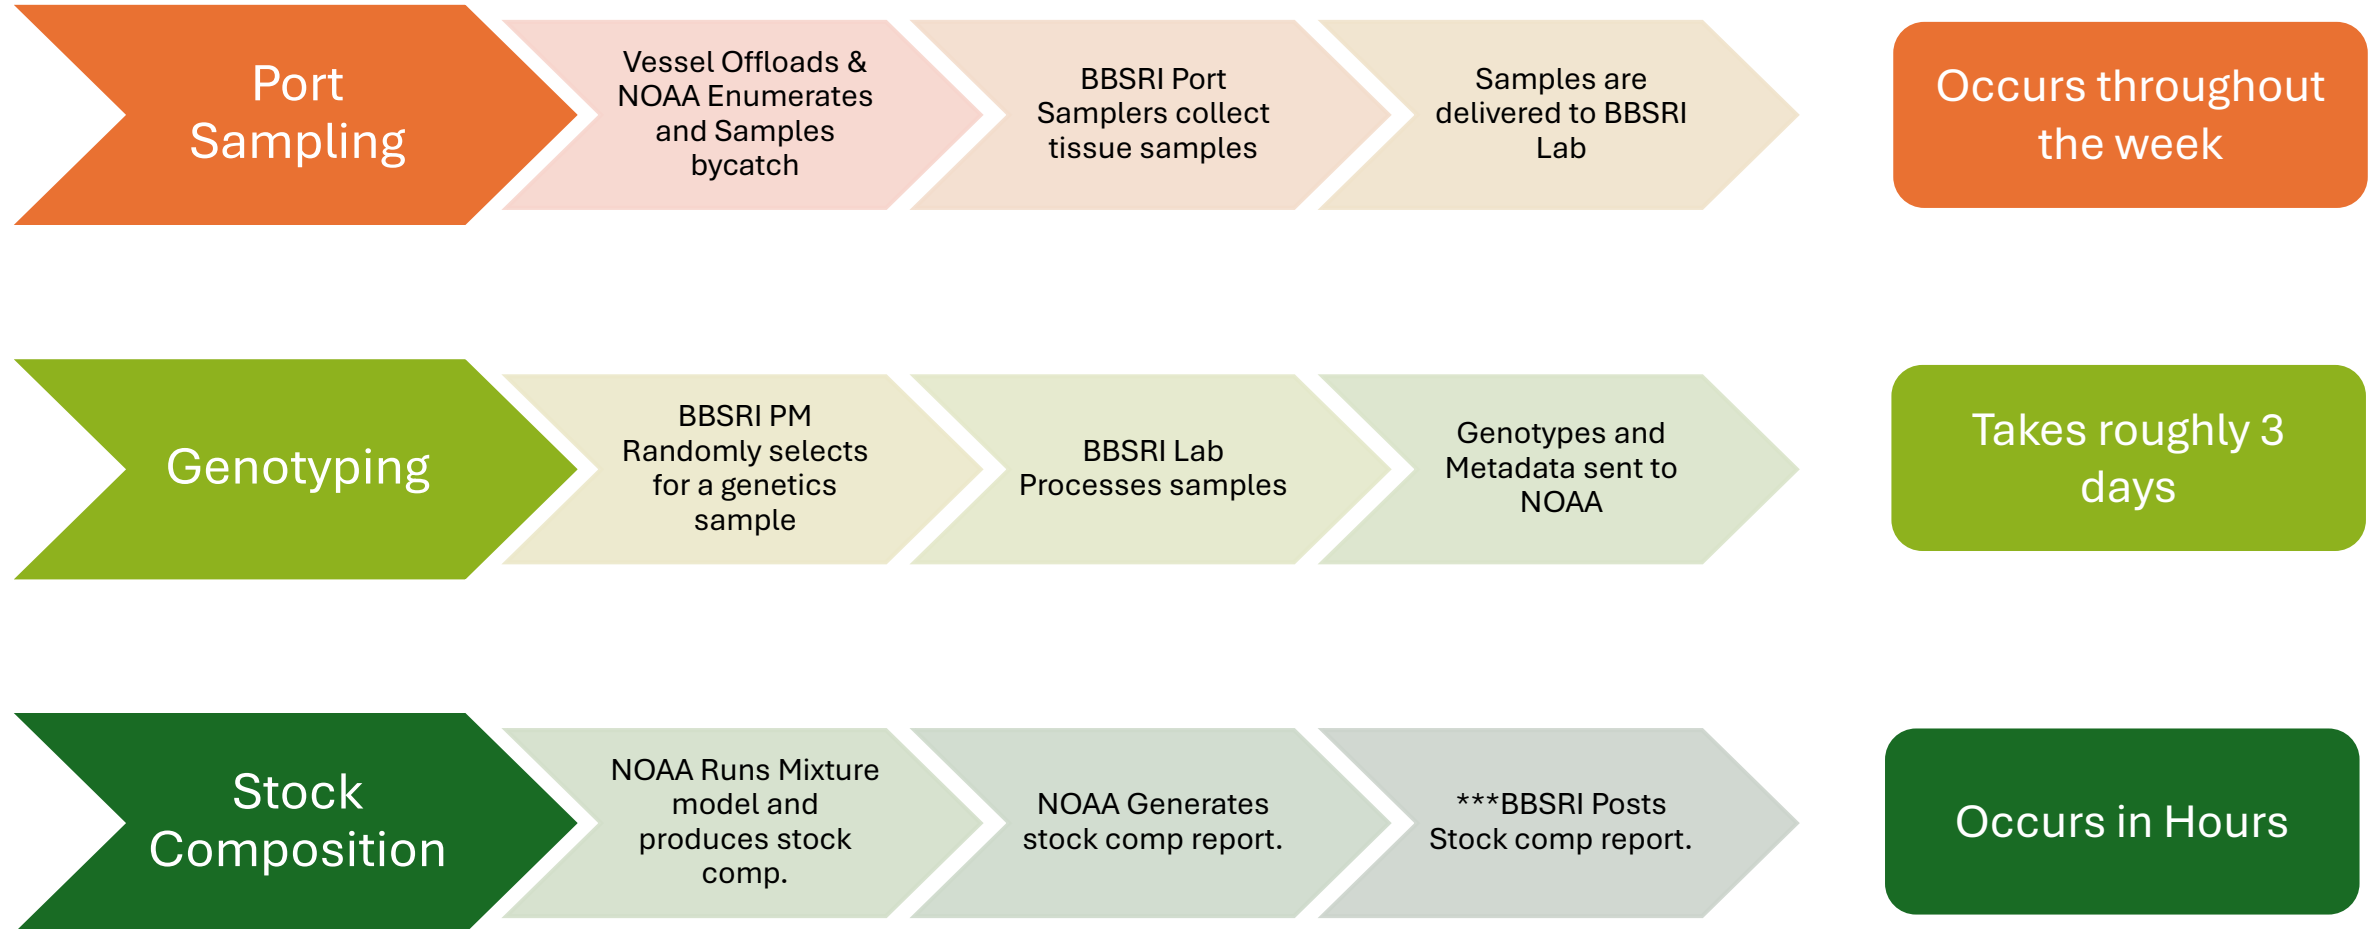 Port
Sampling
Vessel Offloads &
NOAA Enumerates
and Samples
bycatch
BBSRI Port
Samplers collect
tissue samples
Samples are
delivered to BBSRI
Lab
Occurs throughout
the week
Genotyping
BBSRI PM
Randomly selects
for a genetics
sample
BBSRI Lab
Processes samples
Genotypes and
Metadata sent to
NOAA
Takes roughly 3
days
Stock
Composition
NOAA Runs Mixture
model and
produces stock
comp.
NOAA Generates
stock comp report.
***BBSRI Posts
Stock comp report.
Occurs in Hours